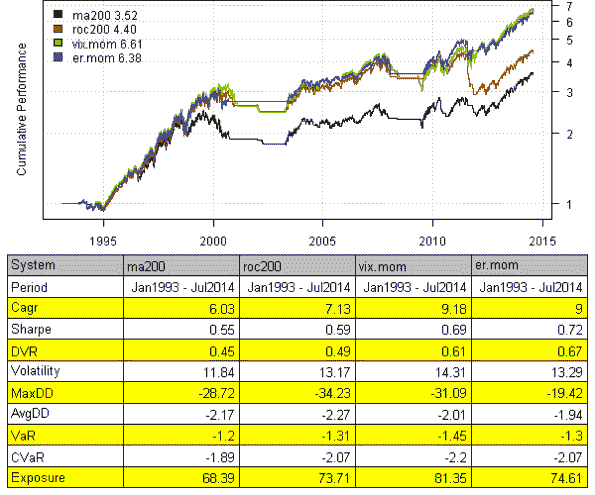 ma200 3.52
roc200 4.40
vix.mom 6.61
er.mom 6.38
Cumulative Performance
7
6
5
4
3
2
1
1995 2000 2005 2010 2015
System ma200 roc200 vix.mom er.mom
Period Jan1993 - Jul2014 Jan1993 - Jul2014 Jan1993 - Jul2014 Jan1993 - Jul2014
Cagr 6.03 7.13 9.18 9
Sharpe 0.55 0.59 0.69 0.72
DVR 0.45 0.49 0.61 0.67
Volatility 11.84 13.17 14.31 13.29
MaxDD -28.72 -34.23 -31.09 -19.42
AvgDD -2.17 -2.27 -2.01 -1.94
VaR -1.2 -1.31 -1.45 -1.3
CVaR -1.89 -2.07 -2.2 -2.07
Exposure 68.39 73.71 81.35 74.61